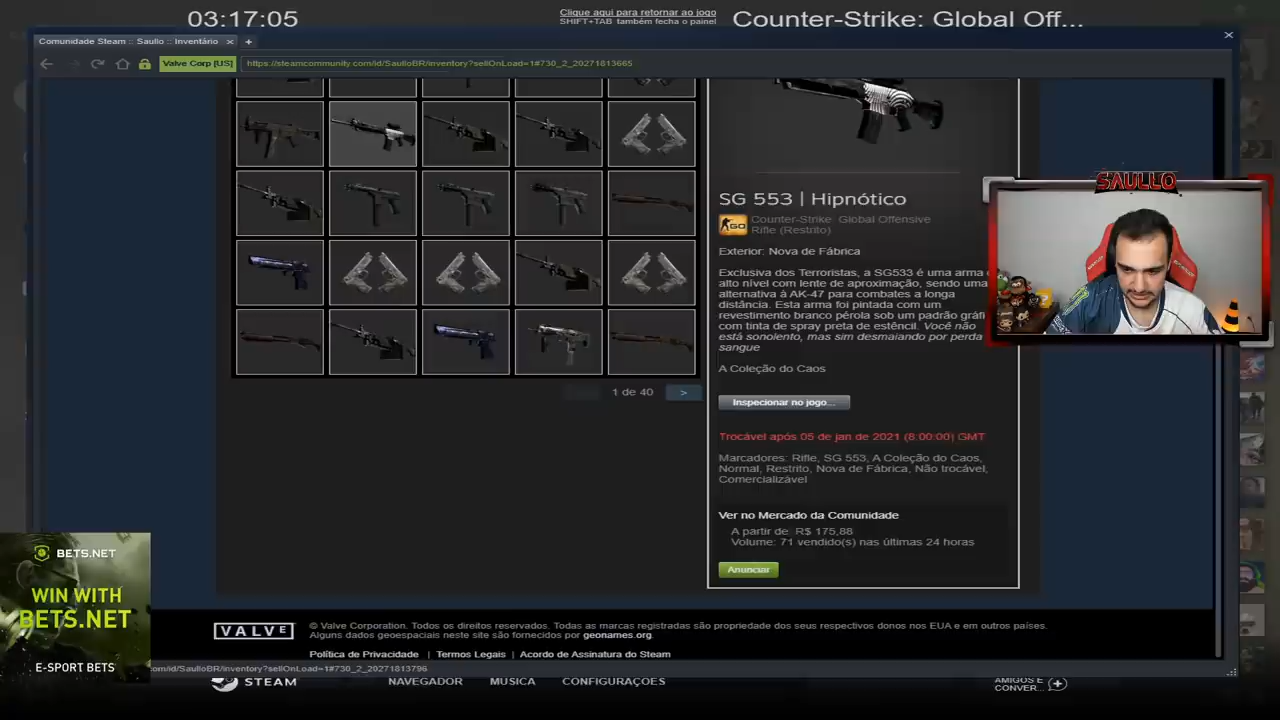 03:17:05
Clique aqui para retornar ao jogo
SHIFT+TAB também fecha o painel
Counter-Strike: Global Off...
Comunidade Steam :: Saullo :: Inventário
Valve Corp [US]
https://steamcommunity.com/id/SaulloBR/inventory?sellOnLoad=1#730_2_20271813665
SAULLO
SG 553 | Hipnótico
GO
Counter-Strike: Global Offensive
Rifle (Restrito)
Exterior: Nova de Fábrica
Exclusiva dos Terroristas, a SG533 é uma arma
alto nível com lente de aproximação, sendo uma
alternativa à AK-47 para combates a longa
distância. Esta arma foi pintada com um
revestimento branco pérola sob um padrão gráfi
com tinta de spray preta de estêncil. Você não
está sonolento, mas sim desmaiando por perda
sangue
A Coleção do Caos
1 de 40
>
Inspecionar no jogo...
Trocável após 05 de jan de 2021 (8:00:00) GMT
Marcadores: Rifle, SG 553, A Coleção do Caos,
Normal, Restrito, Nova de Fábrica, Não trocável,
Comercializável
Ver no Mercado da Comunidade
A partir de: R$ 175,88
Volume: 71 vendido(s) nas últimas 24 horas
Anunciar
BETS.NET
WIN WITH
BETS.NET
E-SPORT BETS
VALVE
© Valve Corporation. Todos os direitos reservados. Todas as marcas registradas são propriedade dos seus respectivos donos nos EUA e em outros países.
Alguns dados geoespaciais neste site são fornecidos por geonames.org.
Política de Privacidade | Termos Legais | Acordo de Assinatura do Steam
com/id/SaulloBR/inventory?sellOnLoad=1#730_2_20271813796
STEAM
NAVEGADOR
MÚSICA
CONFIGURAÇÕES
AMIGOS E
CONVER...